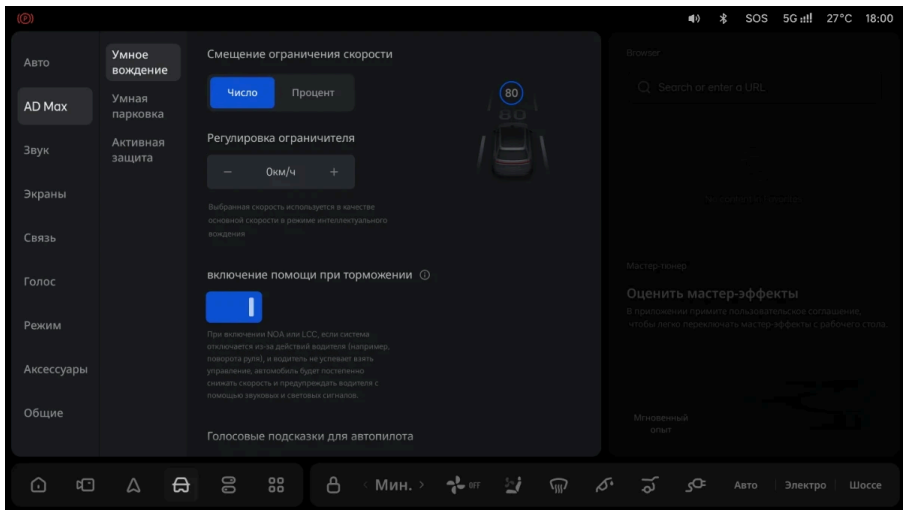 (P)
SOS
5G
27°C
18:00
Авто
AD Max
Звук
Экраны
Связь
Голос
Режим
Аксессуары
Общие
Умное
вождение
Умная
парковка
Активная
защита
Смещение ограничения скорости
Число
Процент
80
80
Регулировка ограничителя
− 0км/ч +
Выбранная скорость используется в качестве
основной скорости в режиме интеллектуального
вождения
включение помощи при торможении
При включении NOA или LCC, если система
отключается из-за действий водителя (например,
поворота руля), и водитель не успевает взять
управление, автомобиль будет постепенно
снижать скорость и предупреждать водителя с
помощью звуковых и световых сигналов.
Голосовые подсказки для автопилота
Browser
Search or enter a URL
Мастер-тюнер
Оценить мастер-эффекты
В приложении примите пользовательское соглашение,
чтобы легко переключать мастер-эффекты с рабочего стола
Мгновенный
опыт
< Мин. >
OFF
Авто
Электро
Шоссе